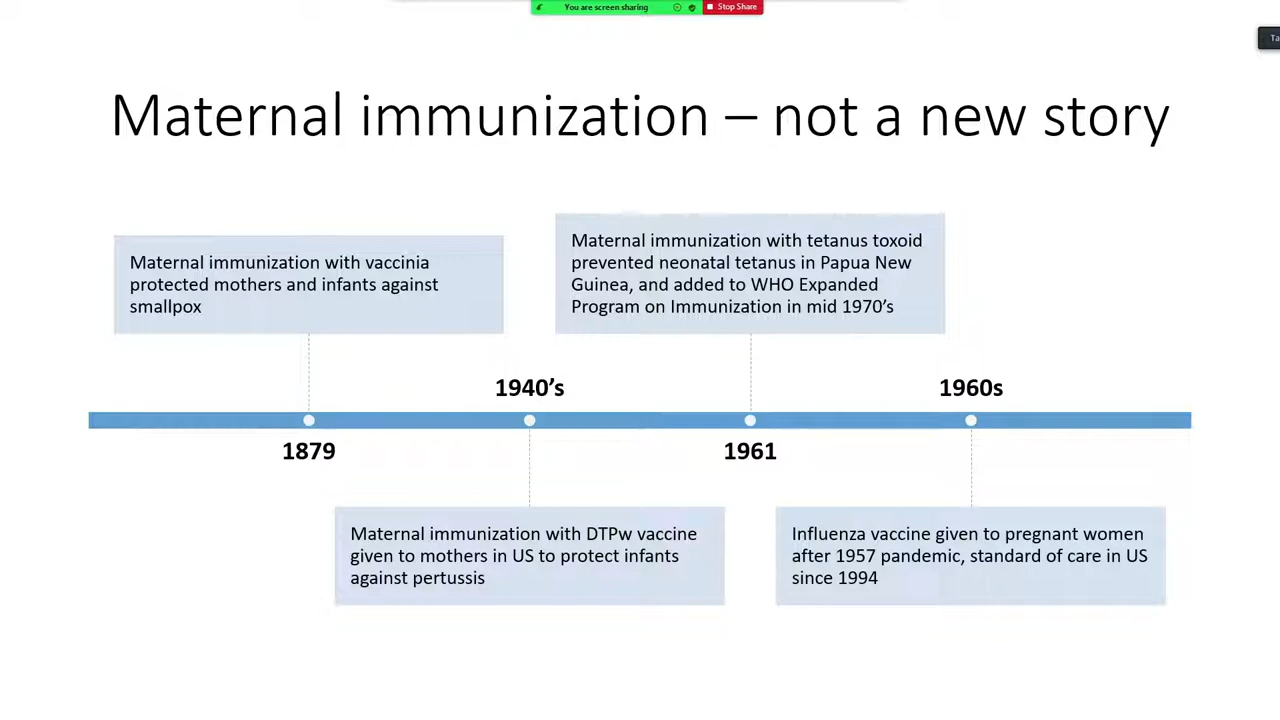 You are screen sharing
Stop Share
Ta
Maternal immunization – not a new story
Maternal immunization with vaccinia
protected mothers and infants against
smallpox
Maternal immunization with tetanus toxoid
prevented neonatal tetanus in Papua New
Guinea, and added to WHO Expanded
Program on Immunization in mid 1970’s
1940’s
1960s
1879
1961
Maternal immunization with DTPw vaccine
given to mothers in US to protect infants
against pertussis
Influenza vaccine given to pregnant women
after 1957 pandemic, standard of care in US
since 1994